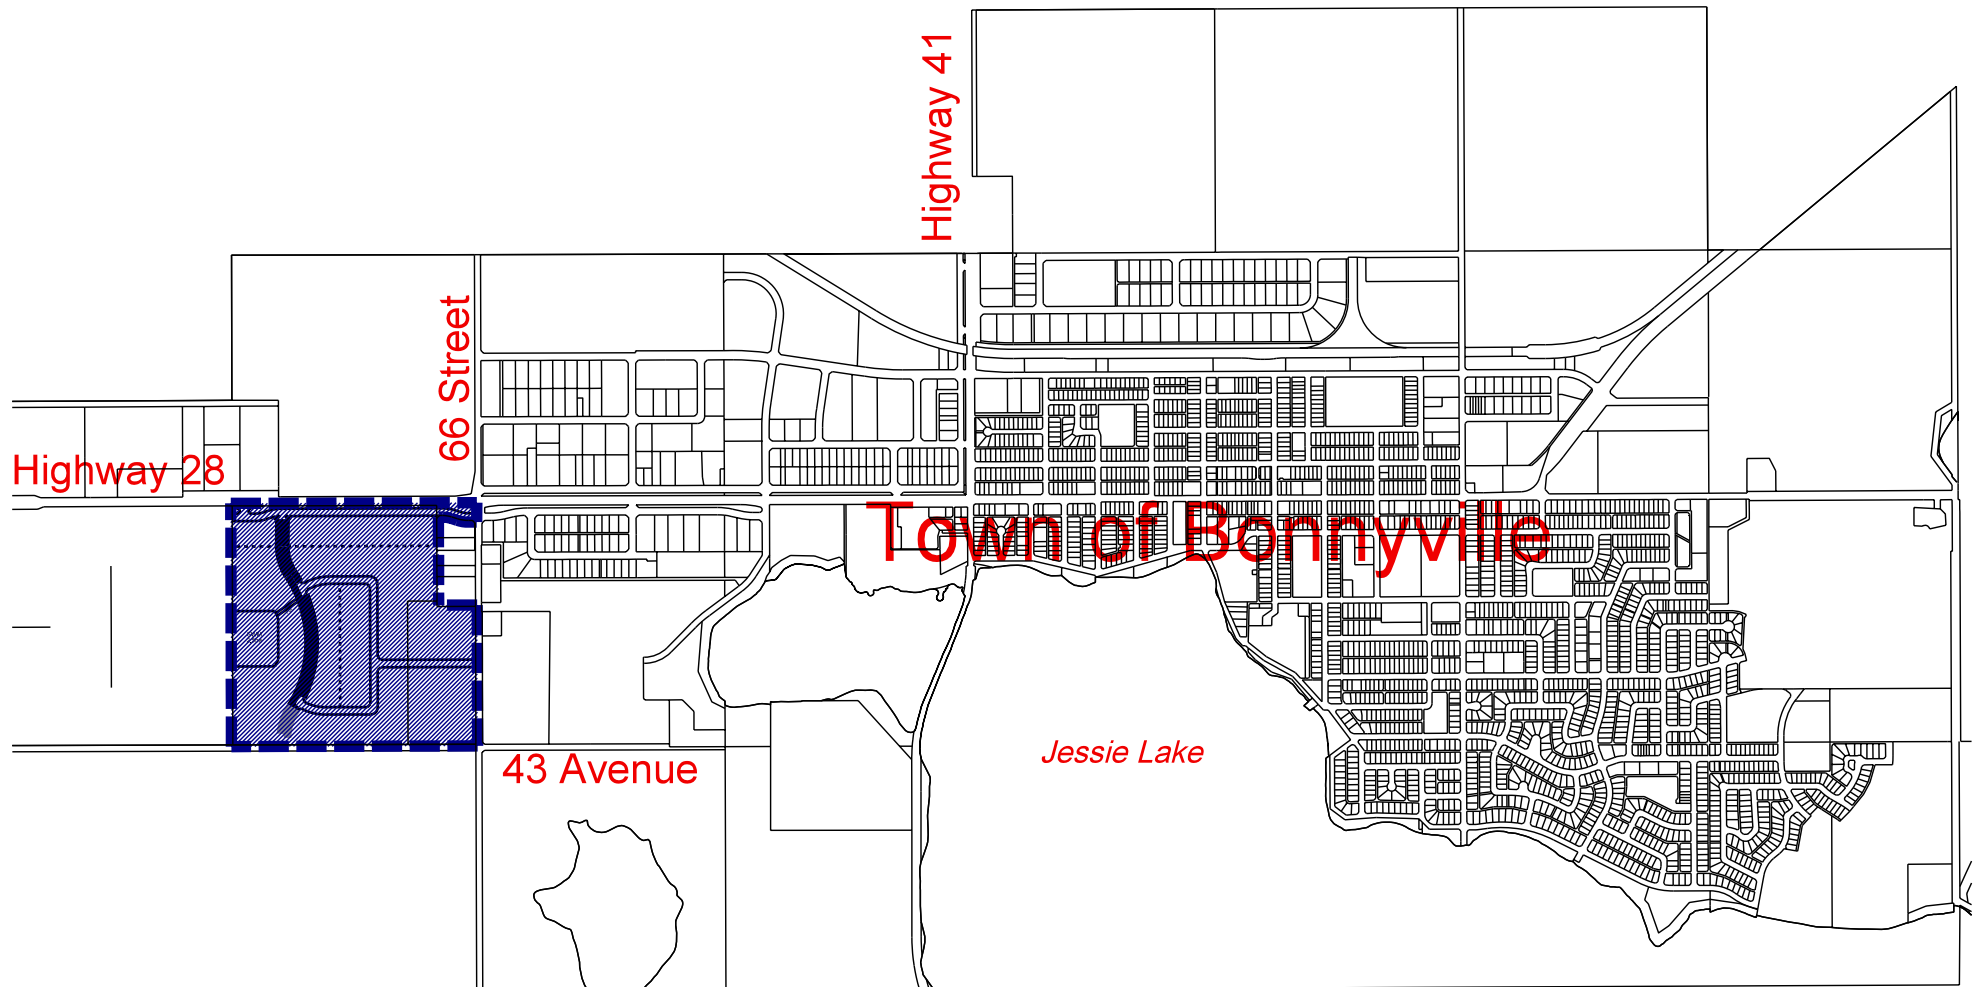 Highway 41
66 Street
Highway 28
Town of Bonnyville
Jessie Lake
43 Avenue